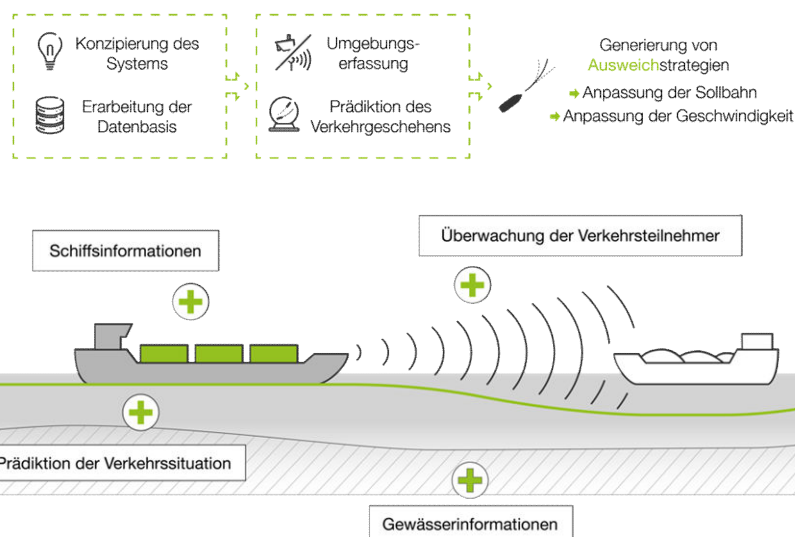 Konzipierung des
Systems
Erarbeitung der
Datenbasis
Umgebungs-
erfassung
Prädiktion des
Verkehrgeschehens
Generierung von
Ausweichstrategien
Anpassung der Sollbahn
Anpassung der Geschwindigkeit
Schiffsinformationen
Überwachung der Verkehrsteilnehmer
Prädiktion der Verkehrssituation
Gewässerinformationen